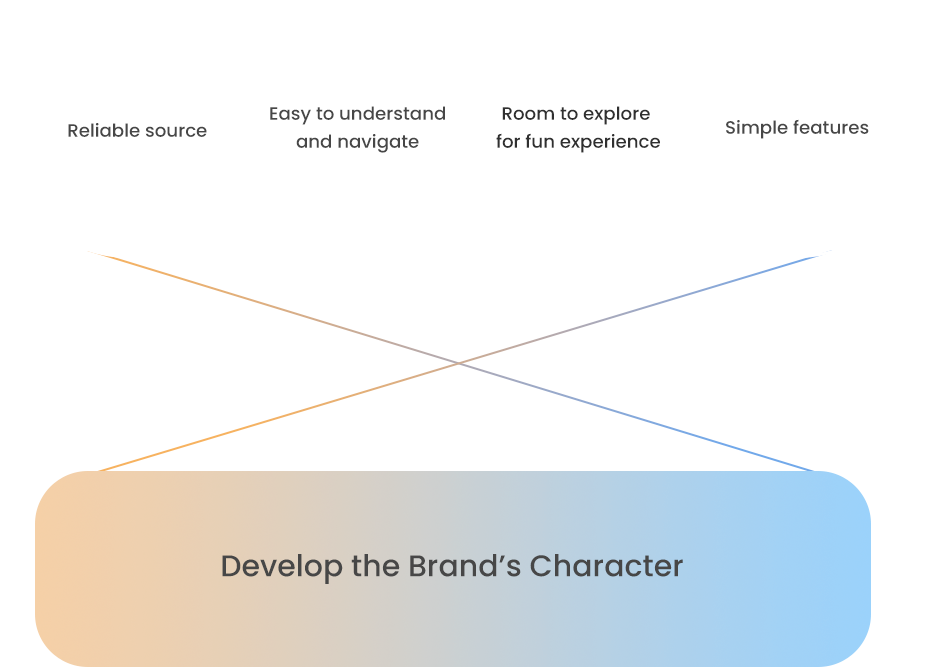 Reliable source
Easy to understand
and navigate
Room to explore
for fun experience
Simple features
Develop the Brand’s Character